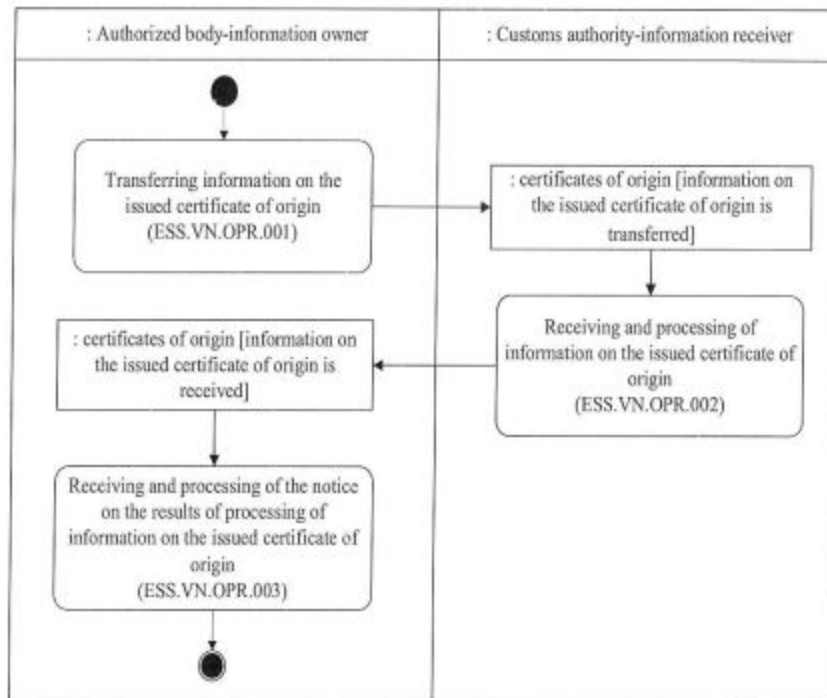 : Authorized body-information owner
: Customs authority-information receiver
Transferring information on the
issued certificate of origin
(ESS.VN.OPR.001)
: certificates of origin [information on
the issued certificate of origin is
transferred]
Receiving and processing of
information on the issued certificate of
origin
(ESS.VN.OPR.002)
: certificates of origin [information on
the issued certificate of origin is
received]
Receiving and processing of the notice
on the results of processing of
information on the issued certificate of
origin
(ESS.VN.OPR.003)